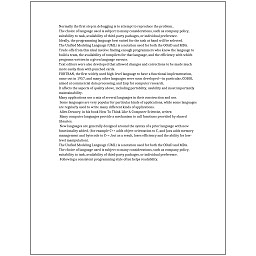 Normally the first step in debugging is to attempt to reproduce the problem.
The choice of language used is subject to many considerations, such as company policy,
suitability to task, availability of third-party packages, or individual preference.
Ideally, the programming language best suited for the task at hand will be selected.
The Unified Modeling Language (UML) is a notation used for both the OOAD and MDA.
Trade-offs from this ideal involve finding enough programmers who know the language to
build a team, the availability of compilers for that language, and the efficiency with which
programs written in a given language execute.
Text editors were also developed that allowed changes and corrections to be made much
more easily than with punched cards.
FORTRAN, the first widely used high-level language to have a functional implementation,
came out in 1957, and many other languages were soon developed—in particular, COBOL
aimed at commercial data processing, and Lisp for computer research.
It affects the aspects of quality above, including portability, usability and most importantly
maintainability.
Many applications use a mix of several languages in their construction and use.
Some languages are very popular for particular kinds of applications, while some languages
are regularly used to write many different kinds of applications.
Allen Downey, in his book How To Think Like A Computer Scientist, writes:
Many computer languages provide a mechanism to call functions provided by shared
libraries.
New languages are generally designed around the syntax of a prior language with new
functionality added, (for example C++ adds object-orientation to C, and Java adds memory
management and bytecode to C++, but as a result, loses efficiency and the ability for low-
level manipulation).
The Unified Modeling Language (UML) is a notation used for both the OOAD and MDA.
The choice of language used is subject to many considerations, such as company policy,
suitability to task, availability of third-party packages, or individual preference.
Following a consistent programming style often helps readability.